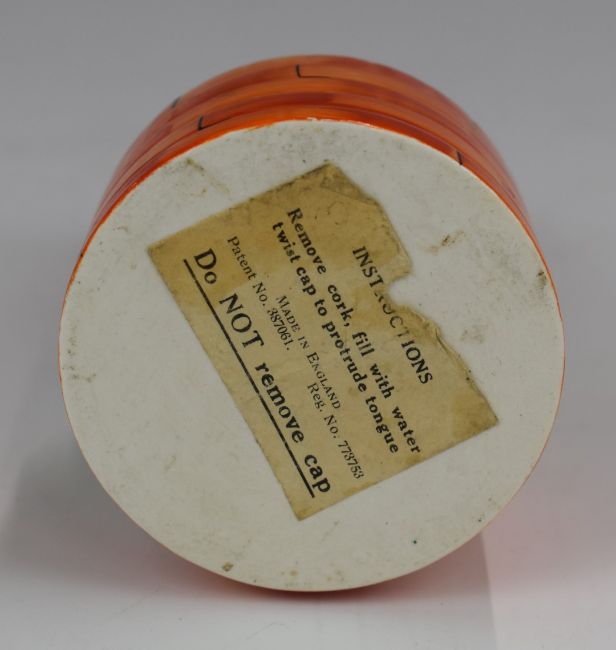 INSTRUCTIONS
Remove cork, fill with water
twist cap to protrude tongue
MADE IN ENGLAND
Patent No. 387061. Reg. No. 773753
Do NOT remove cap